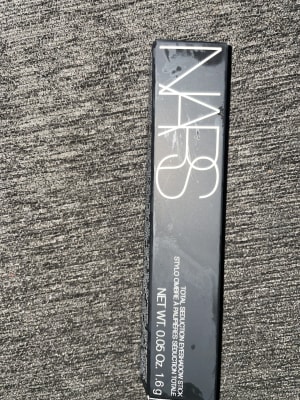 NARS
TOTAL SEDUCTION EYESHADOW STICK
STYLO OMBRE À PAUPIÈRES SÉDUCTION TOTALE
NET WT. 0.05 Oz. 1.6 g